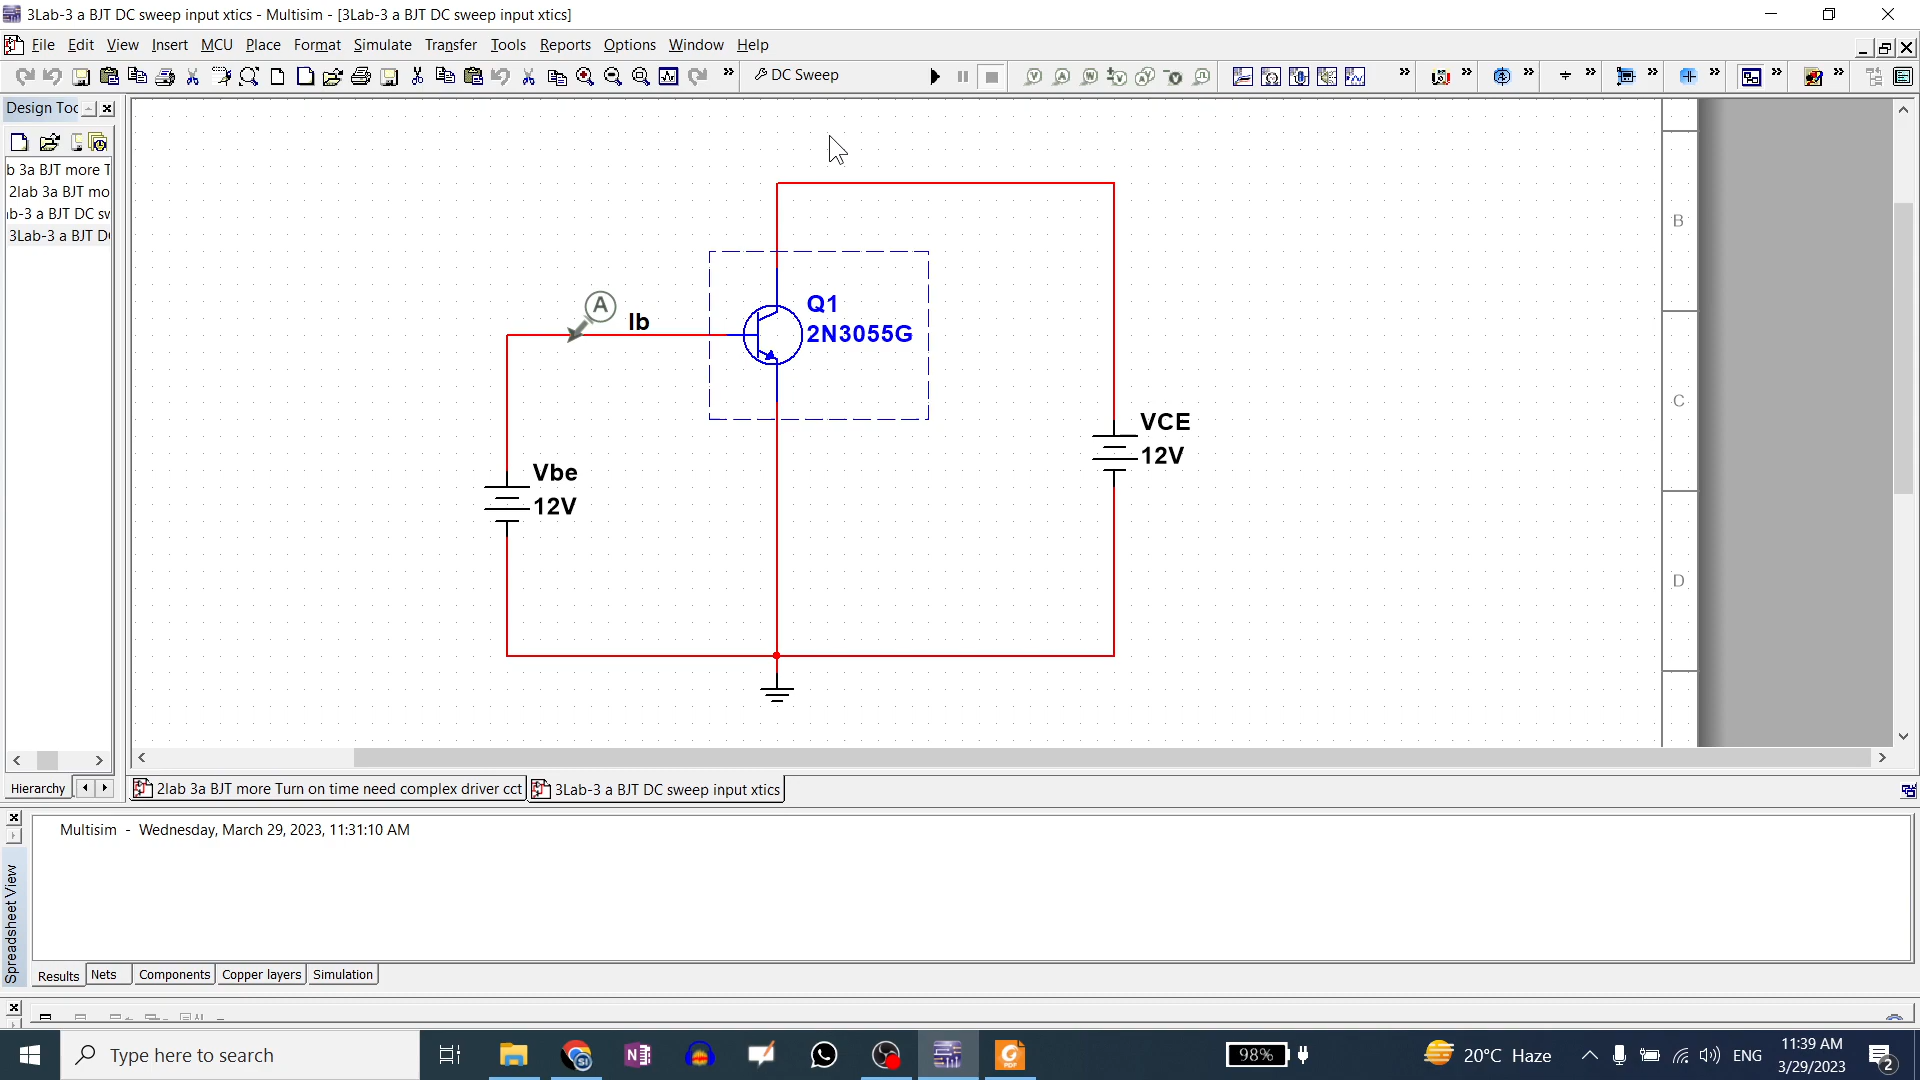 3Lab-3 a BJT DC sweep input xtics - Multisim - [3Lab-3 a BJT DC sweep input xtics]
File Edit View Insert MCU Place Format Simulate Transfer Tools Reports Options Window Help
DC Sweep
Design Toc
b 3a BJT more T
2lab 3a BJT mo
3Lab-3 a BJT D
B
A
Ib
Q1
2N3055G
C
VCE
12V
Vbe
12V
D
Hierarchy
2lab 3a BJT more Turn on time need complex driver cct
3Lab-3 a BJT DC sweep input xtics
Multisim - Wednesday, March 29, 2023, 11:31:10 AM
Spreadsheet View
Results Nets Components Copper layers Simulation
Type here to search
98%
20°C Haze
ENG
11:39 AM
3/29/2023
2